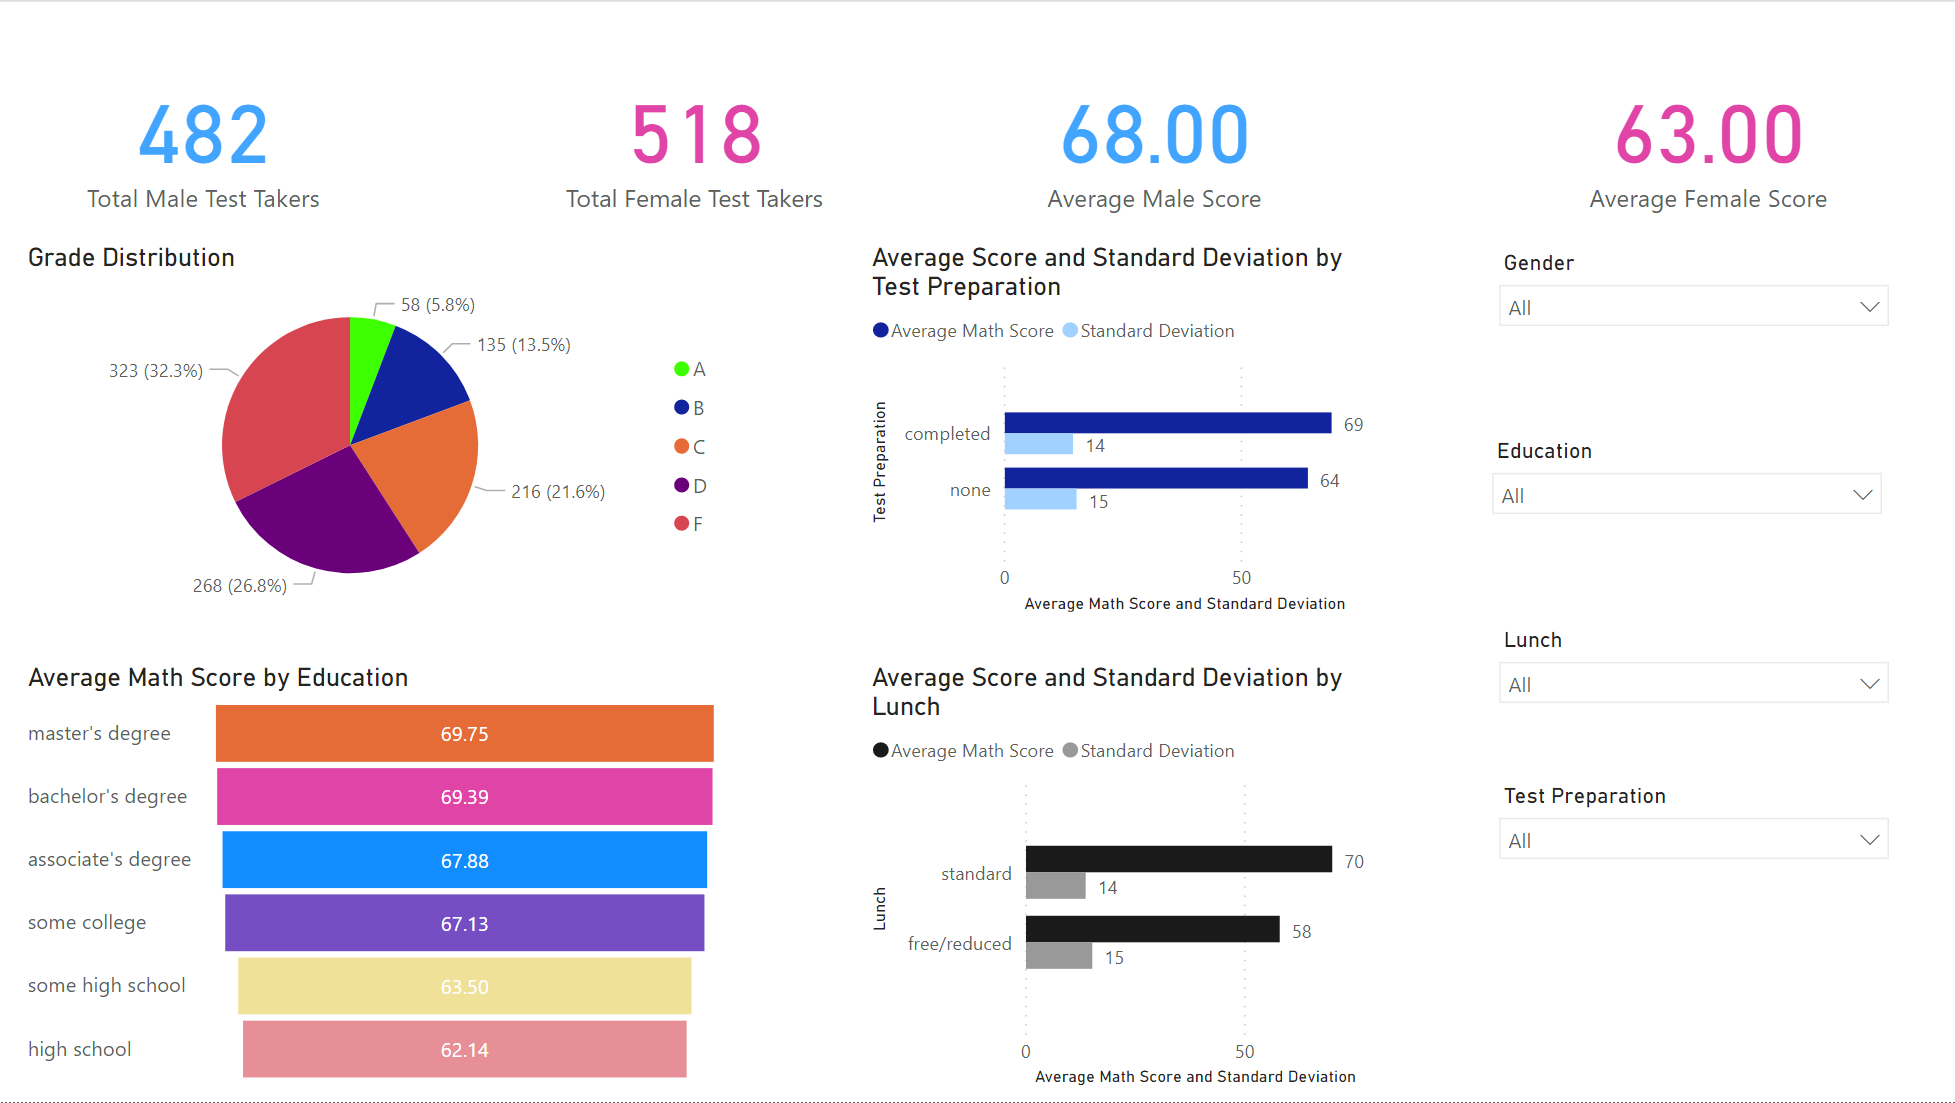 482
Total Male Test Takers
518
Total Female Test Takers
68.00
Average Male Score
63.00
Average Female Score
Grade Distribution
58 (5.8%)
135 (13.5%)
323 (32.3%)
216 (21.6%)
268 (26.8%)
A
B
C
D
F
Average Score and Standard Deviation by
Test Preparation
Average Math Score
Standard Deviation
Test Preparation
completed
69
14
none
64
15
0
50
Average Math Score and Standard Deviation
Gender
All
Education
All
Lunch
All
Test Preparation
All
Average Math Score by Education
master's degree
69.75
bachelor's degree
69.39
associate's degree
67.88
some college
67.13
some high school
63.50
high school
62.14
Average Score and Standard Deviation by
Lunch
Average Math Score
Standard Deviation
Lunch
standard
70
14
free/reduced
58
15
0
50
Average Math Score and Standard Deviation